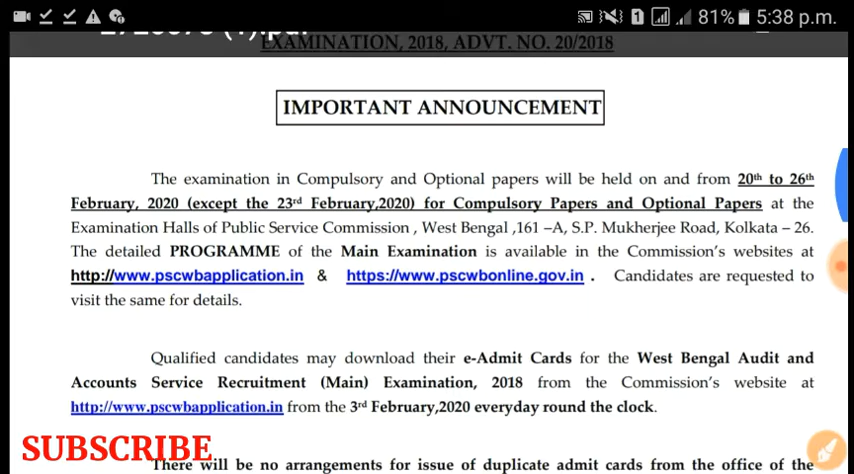 81% 5:38 p.m.
EXAMINATION, 2018, ADVT. NO. 20/2018
IMPORTANT ANNOUNCEMENT
The examination in Compulsory and Optional papers will be held on and from 20th to 26th
February, 2020 (except the 23rd February,2020) for Compulsory Papers and Optional Papers at the
Examination Halls of Public Service Commission , West Bengal ,161 –A, S.P. Mukherjee Road, Kolkata – 26.
The detailed PROGRAMME of the Main Examination is available in the Commission's websites at
http://www.pscwbapplication.in & https://www.pscwbonline.gov.in . Candidates are requested to
visit the same for details.
Qualified candidates may download their e-Admit Cards for the West Bengal Audit and
Accounts Service Recruitment (Main) Examination, 2018 from the Commission's website at
http://www.pscwbapplication.in from the 3rd February,2020 everyday round the clock.
SUBSCRIBE
There will be no arrangements for issue of duplicate admit cards from the office of the